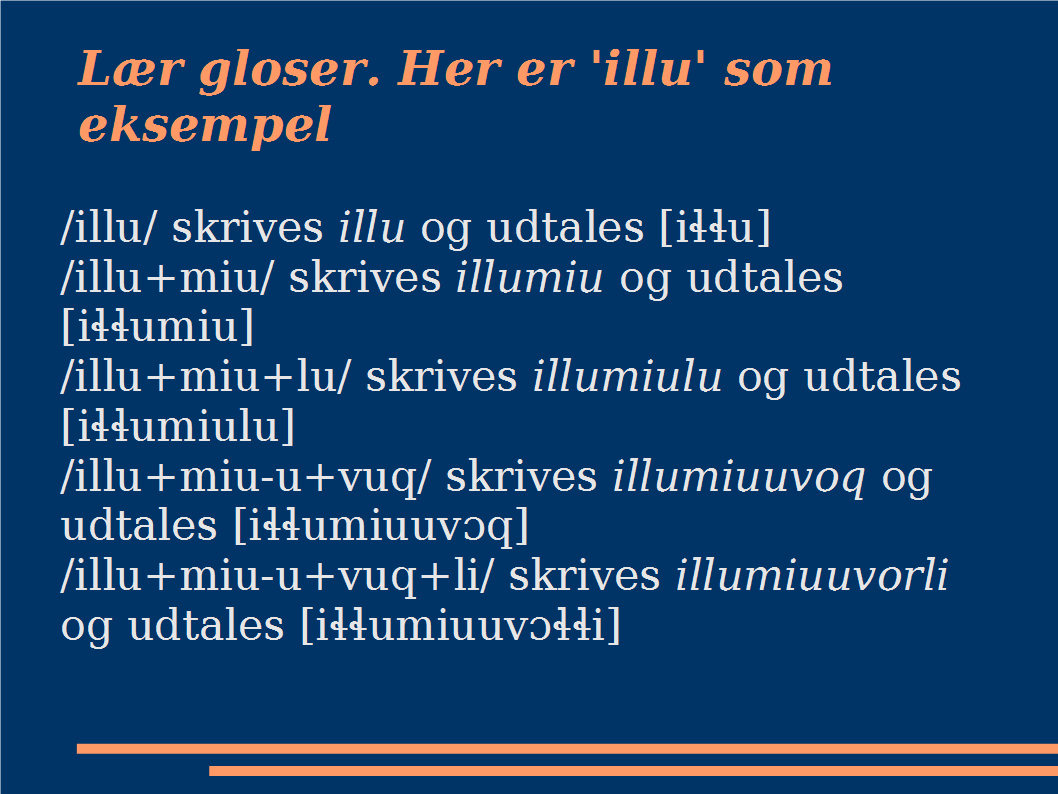 Lær gloser. Her er 'illu' som
eksempel
/illu/ skrives illu og udtales [iɬɬu]
/illu+miu/ skrives illumiu og udtales
[iɬɬumiu]
/illu+miu+lu/ skrives illumiulu og udtales
[iɬɬumiulu]
/illu+miu-u+vuq/ skrives illumiuuvoq og
udtales [iɬɬumiuuvɔq]
/illu+miu-u+vuq+li/ skrives illumiuuvorli
og udtales [iɬɬumiuuvɔɬɬi]